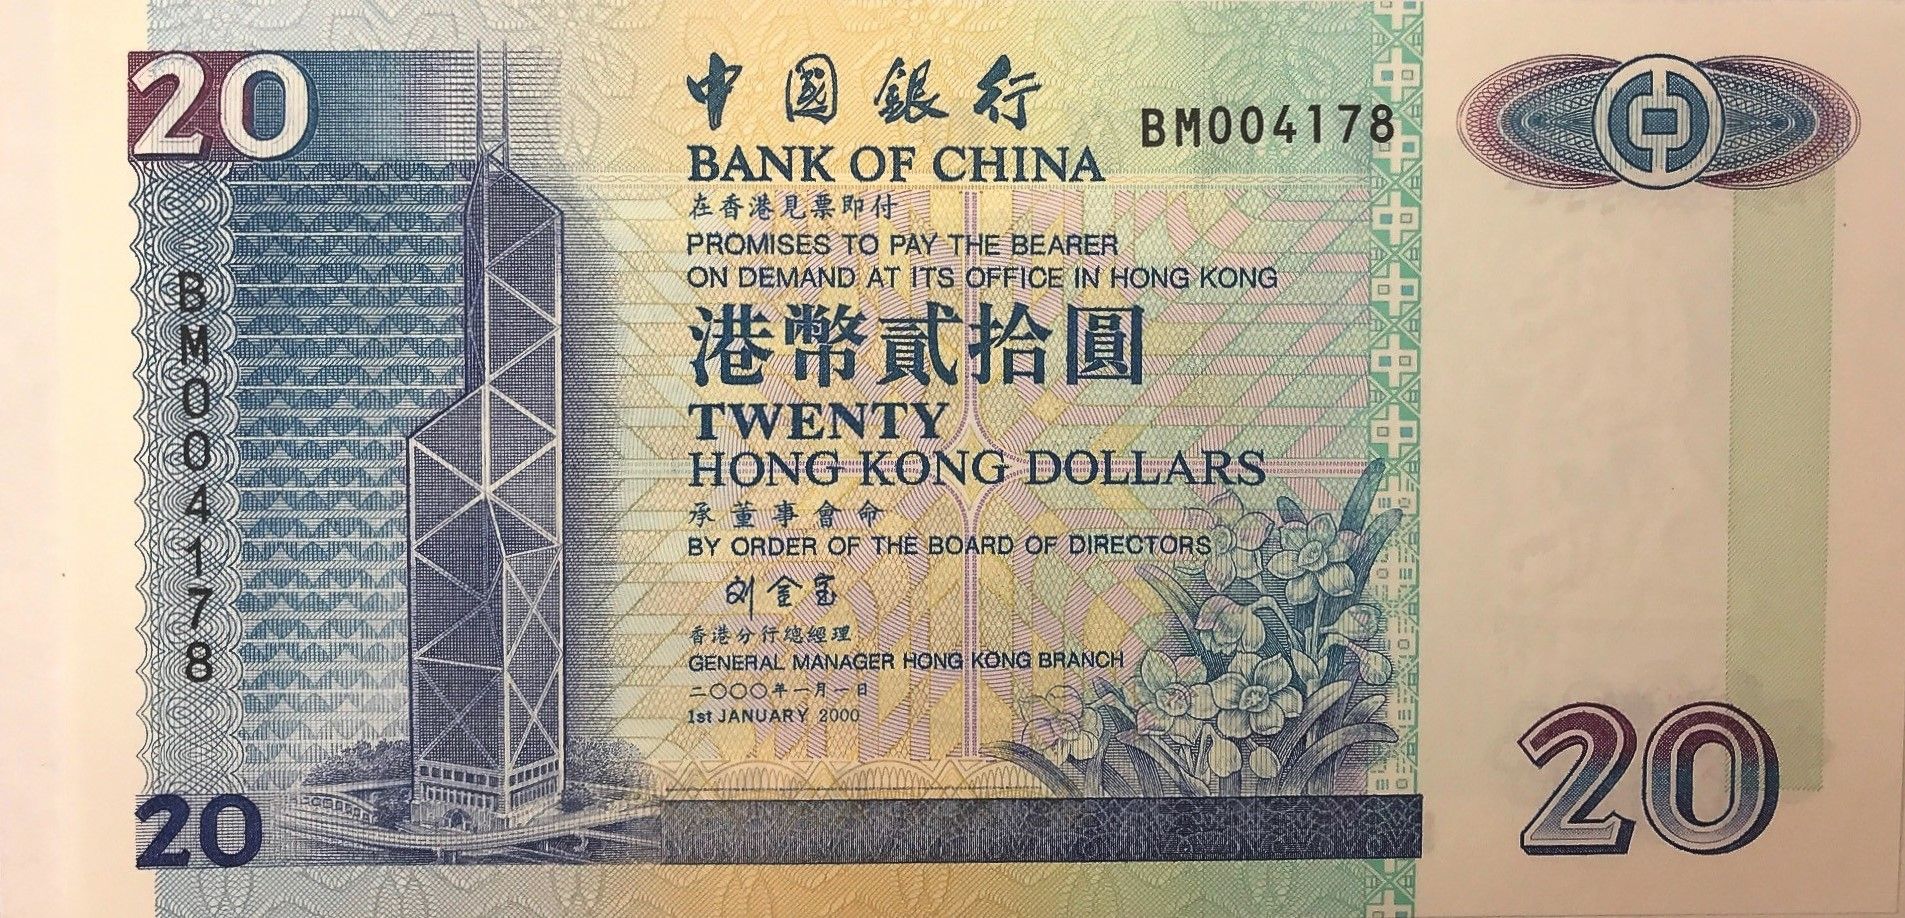 20
中國銀行
BM004178
BANK OF CHINA
在香港見票即付
PROMISES TO PAY THE BEARER
ON DEMAND AT ITS OFFICE IN HONG KONG
港幣貳拾圓
TWENTY
HONG KONG DOLLARS
承董事會命
BY ORDER OF THE BOARD OF DIRECTORS
刘金宝
香港分行總經理
GENERAL MANAGER HONG KONG BRANCH
二〇〇〇年一月一日
1st JANUARY 2000
BM004178
20
20